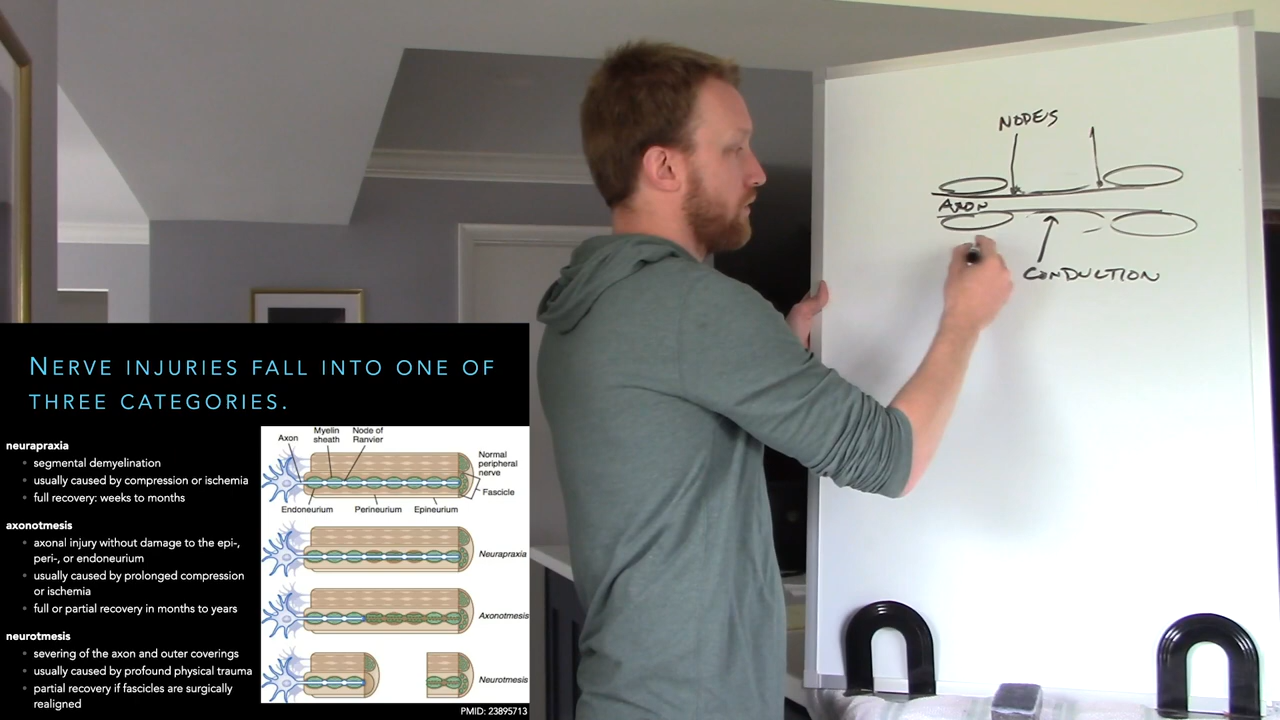 NERVE INJURIES FALL INTO ONE OF
THREE CATEGORIES.
neurapraxia
segmental demyelination
usually caused by compression or ischemia
full recovery: weeks to months
axonotmesis
axonal injury without damage to the epi-,
peri-, or endoneurium
usually caused by prolonged compression
or ischemia
full or partial recovery in months to years
neurotmesis
severing of the axon and outer coverings
usually caused by profound physical trauma
partial recovery if fascicles are surgically
realigned
Axon
Myelin
sheath
Node of
Ranvier
Normal
peripheral
nerve
Fascicle
Endoneurium
Perineurium
Epineurium
Neurapraxia
Axonotmesis
Neurotmesis
PMID: 23895713
NODES
AXON
CONDUCTION